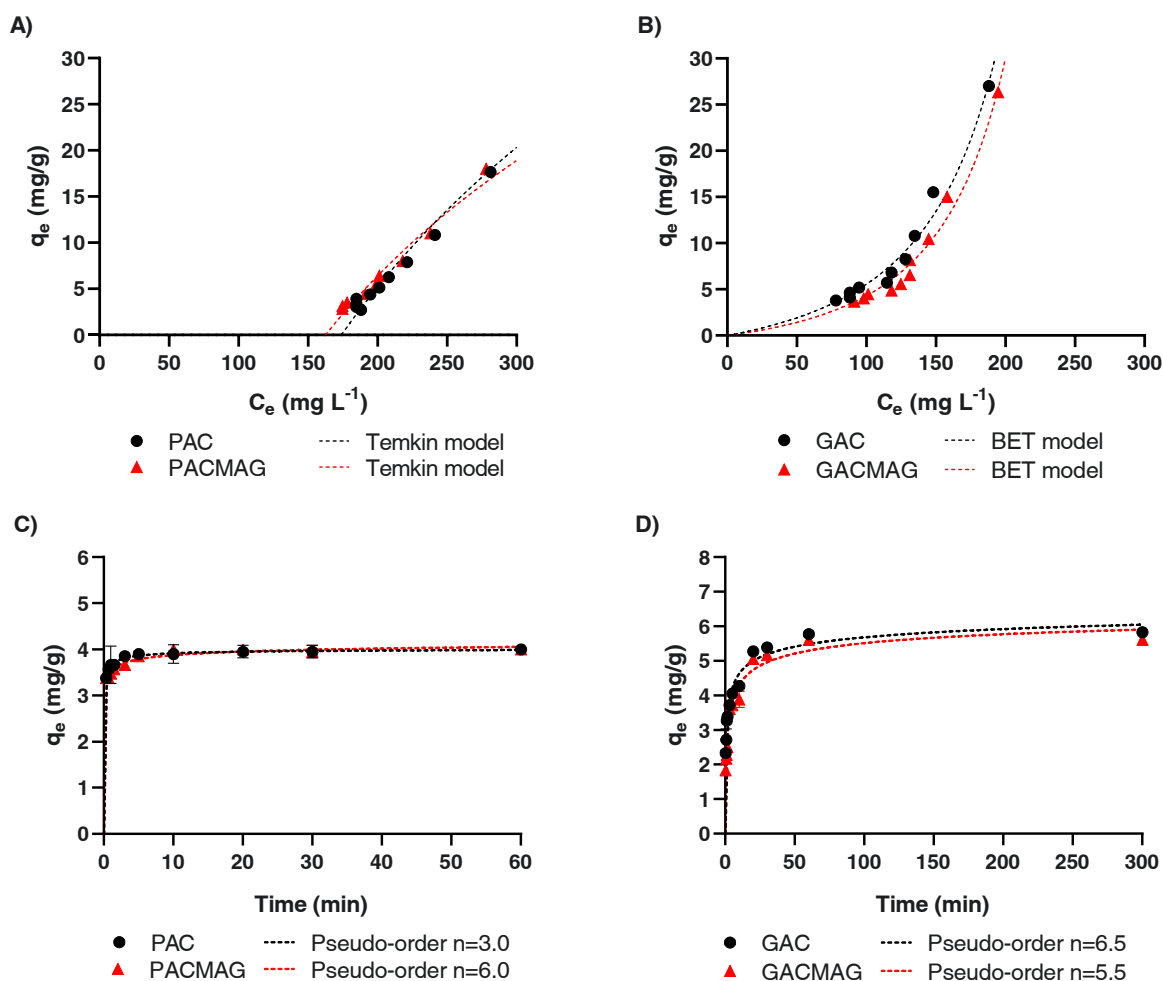 A)
30
25
20
15
10
5
0
qe (mg/g)
0 50 100 150 200 250 300
Ce (mg L-1)
PAC Temkin model
PACMAG Temkin model
B)
30
25
20
15
10
5
0
qe (mg/g)
0 50 100 150 200 250 300
Ce (mg L-1)
GAC BET model
GACMAG BET model
C)
6
5
4
3
2
1
0
qe (mg/g)
0 10 20 30 40 50 60
Time (min)
PAC Pseudo-order n=3.0
PACMAG Pseudo-order n=6.0
D)
8
7
6
5
4
3
2
1
0
qe (mg/g)
0 50 100 150 200 250 300
Time (min)
GAC Pseudo-order n=6.5
GACMAG Pseudo-order n=5.5